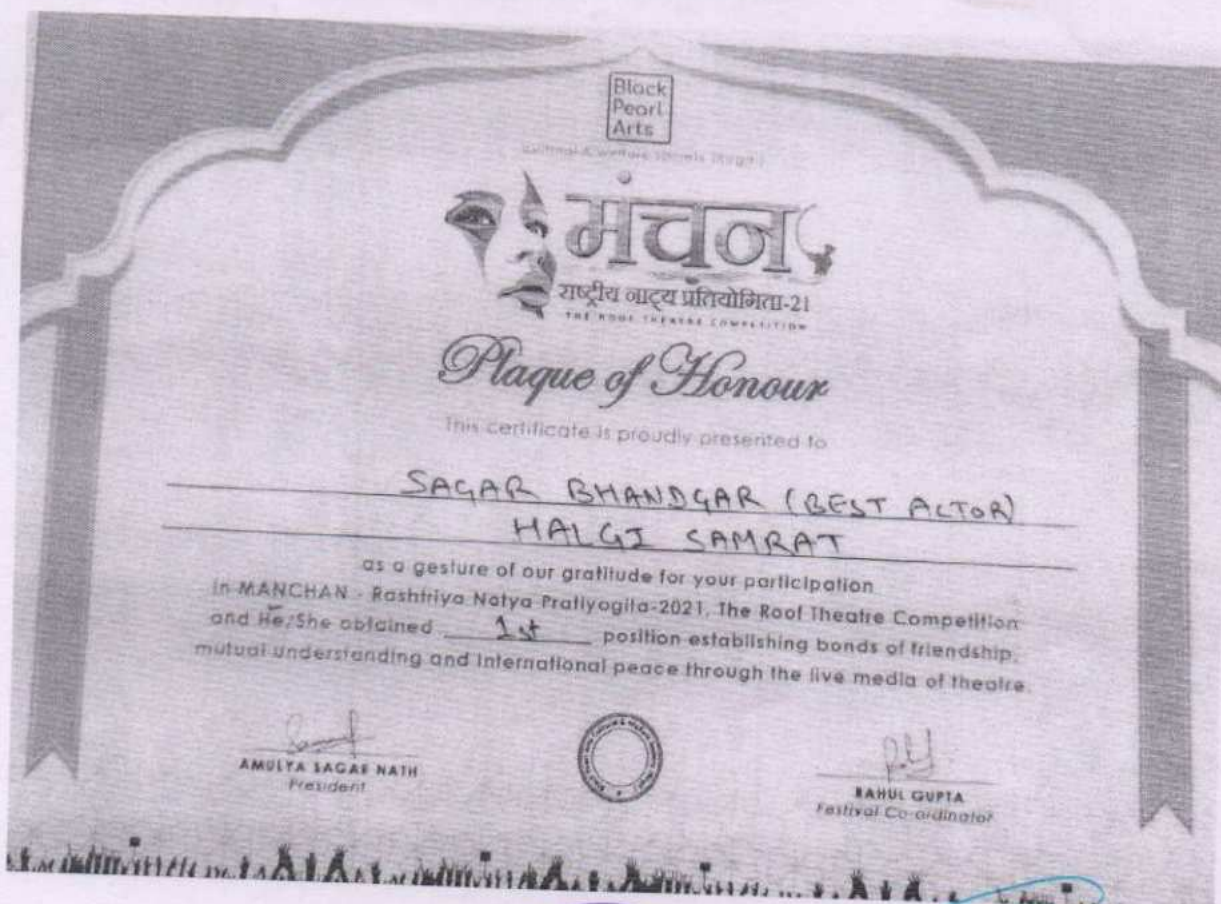 Black
Pearl
Arts
मंचन
राष्ट्रीय नाट्य प्रतियोगिता-21
THE ROOF THEATRE COMPETITION
Plaque of Honour
This certificate is proudly presented to
SAGAR BHANDGAR (BEST ACTOR)
HALGI SAMRAT
as a gesture of our gratitude for your participation
in MANCHAN - Rashtriya Natya Pratiyogita-2021, The Roof Theatre Competition
and He/She obtained 1st position establishing bonds of friendship,
mutual understanding and International peace through the live media of theatre.
AMULYA SAGAR NATH
President
RAHUL GUPTA
Festival Co-ordinator